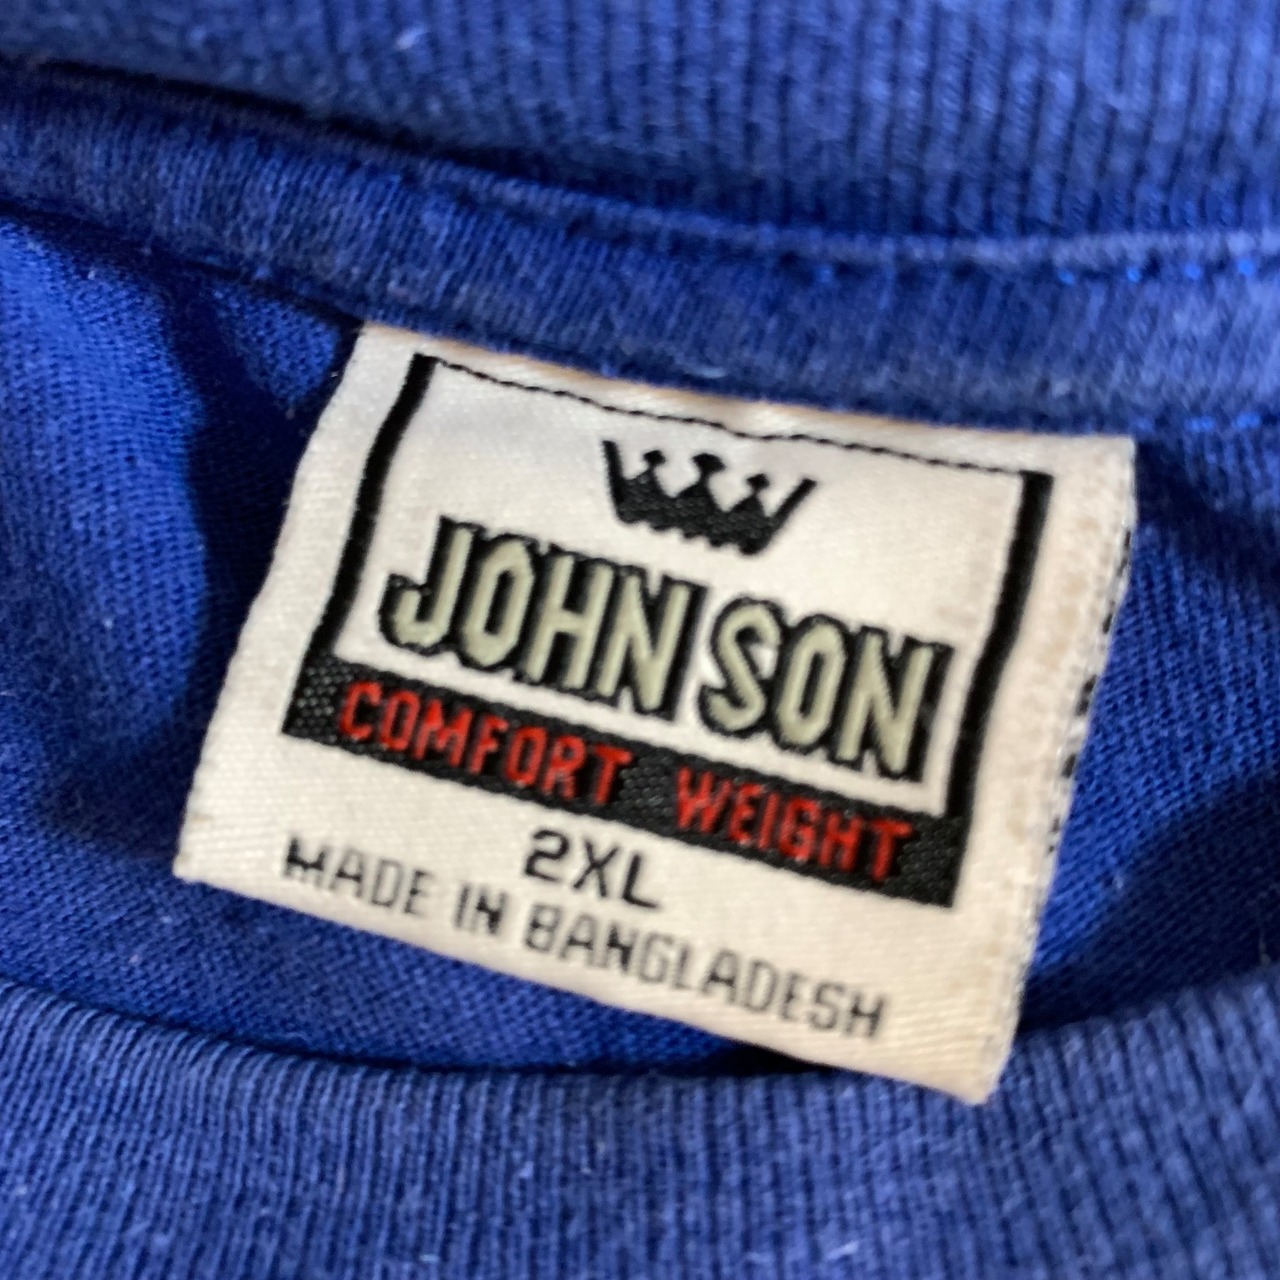 JOHN SON
COMFORT WEIGHT
2XL
MADE IN BANGLADESH